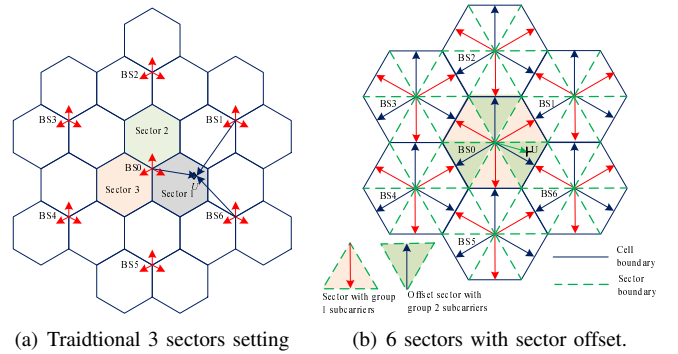 BS2
BS3
BS1
Sector 2
BS0
Sector 1
U
Sector 3
BS4
BS6
BS5
(a) Traidtional 3 sectors setting
BS2
BS3
BS1
BS0
U
BS4
BS6
BS5
Sector with group
1 subcarriers
Offset sector with
group 2 subcarriers
Cell
boundary
Sector
boundary
(b) 6 sectors with sector offset.